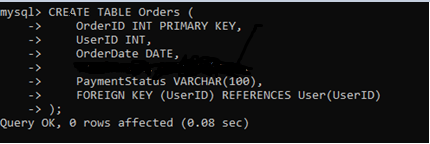 mysql> CREATE TABLE Orders (
    ->     OrderID INT PRIMARY KEY,
    ->     UserID INT,
    ->     OrderDate DATE,
    ->
    ->     PaymentStatus VARCHAR(100),
    ->     FOREIGN KEY (UserID) REFERENCES User(UserID)
    -> );
Query OK, 0 rows affected (0.08 sec)